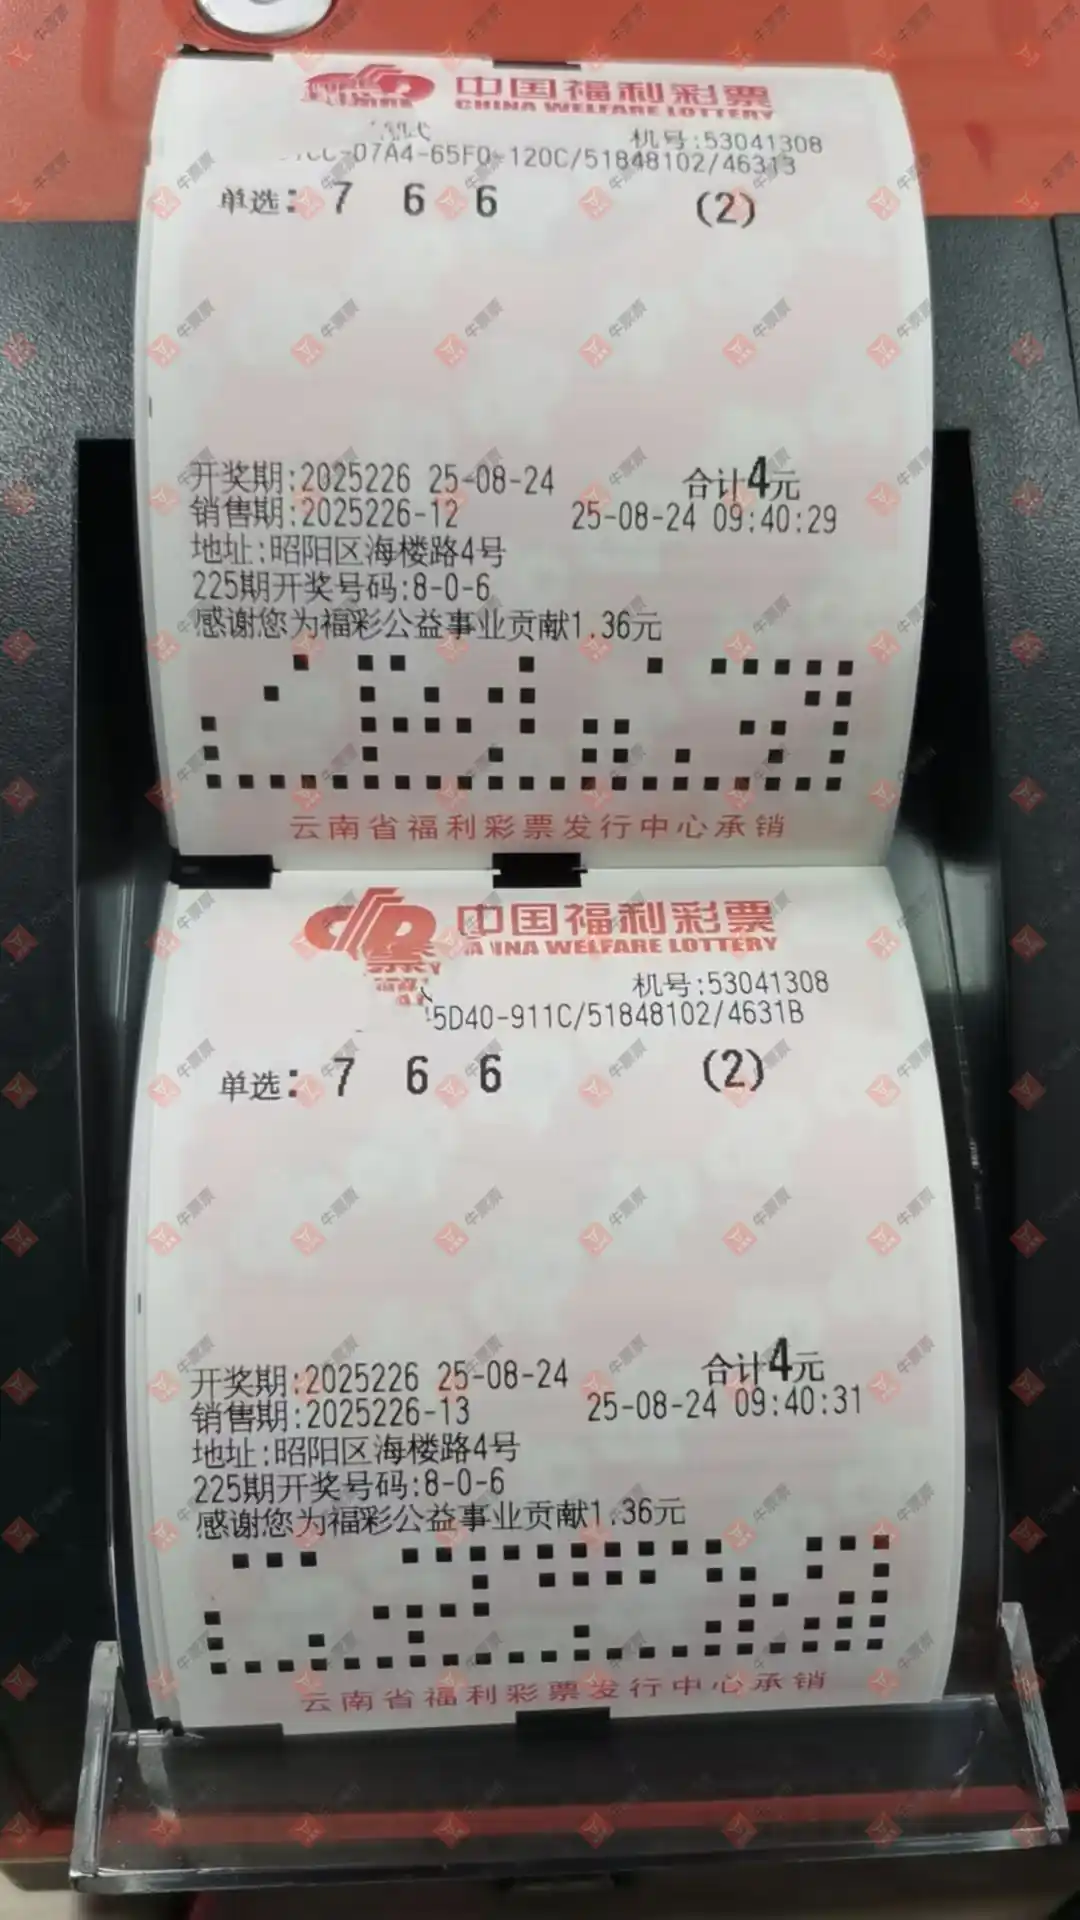 中国福利彩票
CHINA WELFARE LOTTERY
机号:53041308
-07A4-65F0-120C/51848102/46313
单选: 7 6 6 (2)
开奖期:2025226 25-08-24 合计4元
销售期:2025226-12 25-08-24 09:40:29
地址:昭阳区海楼路4号
225期开奖号码:8-0-6
感谢您为福彩公益事业贡献1.36元
云南省福利彩票发行中心承销
中国福利彩票
WELFARE LOTTERY
机号:53041308
5D40-911C/51848102/4631B
单选: 7 6 6 (2)
开奖期:2025226 25-08-24 合计4元
销售期:2025226-13 25-08-24 09:40:31
地址:昭阳区海楼路4号
225期开奖号码:8-0-6
感谢您为福彩公益事业贡献1.36元
云南省福利彩票发行中心承销
牛票票